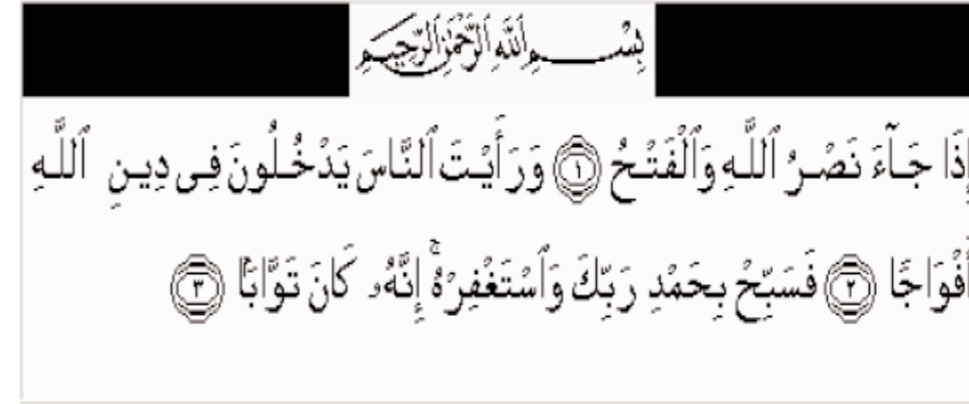 بِسْمِ ٱللَّهِ ٱلرَّحْمَٰنِ ٱلرَّحِيمِ
إِذَا جَآءَ نَصْرُ ٱللَّهِ وَٱلْفَتْحُ ١ وَرَأَيْتَ ٱلنَّاسَ يَدْخُلُونَ فِى دِينِ ٱللَّهِ
أَفْوَاجًا ٢ فَسَبِّحْ بِحَمْدِ رَبِّكَ وَٱسْتَغْفِرْهُ ۚ إِنَّهُۥ كَانَ تَوَّابًۢا ٣